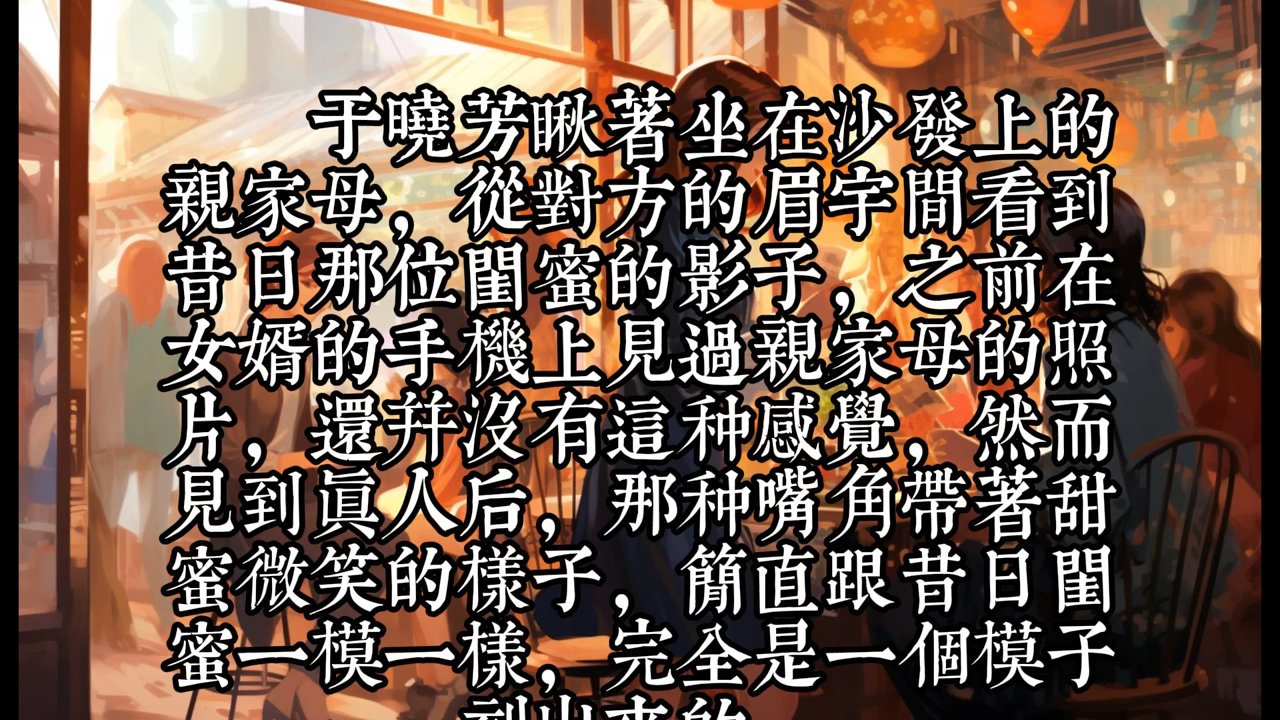 于曉芳瞅著坐在沙發上的
親家母，從對方的眉宇間看到
昔日那位閨蜜的影子，之前在
女婿的手機上見過親家母的照
片，還幷沒有這种感覺，然而
見到眞人后，那种嘴角帶著甜
蜜微笑的樣子，簡直跟昔日閨
蜜一模一樣，完全是一個模子